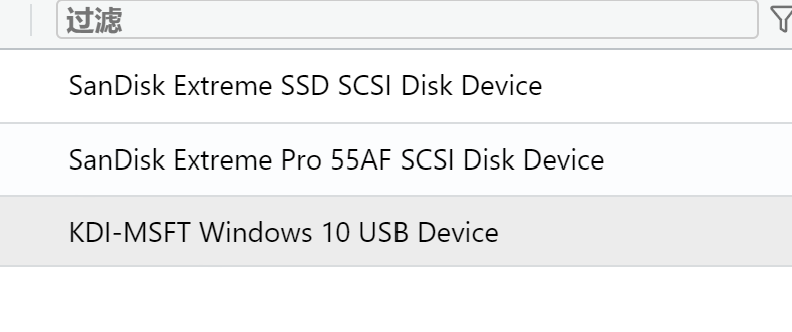 过滤
SanDisk Extreme SSD SCSI Disk Device
SanDisk Extreme Pro 55AF SCSI Disk Device
KDI-MSFT Windows 10 USB Device